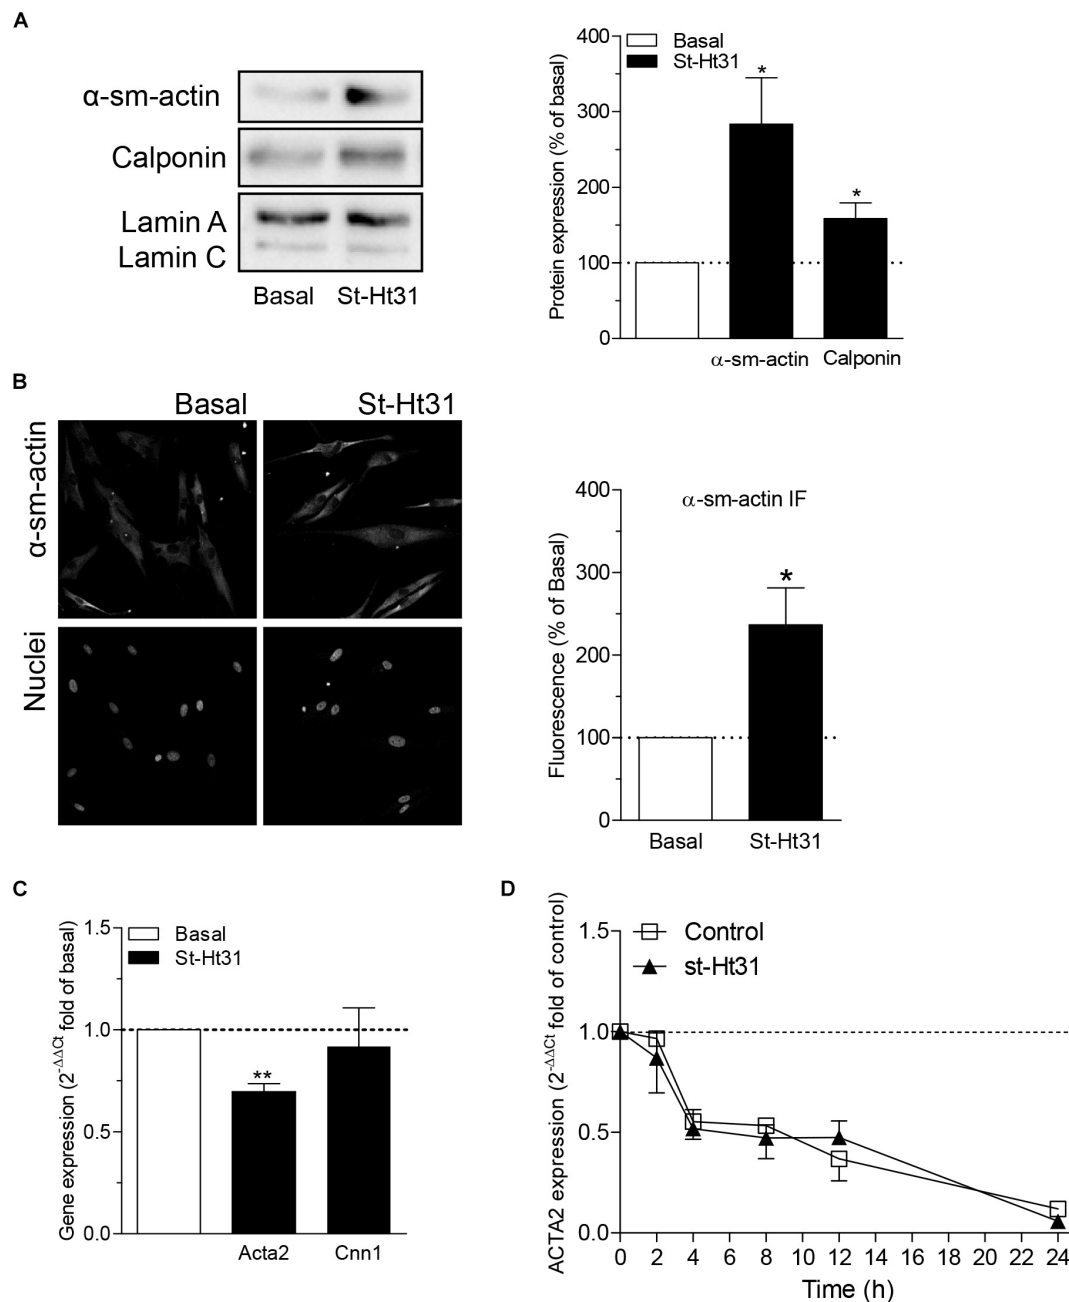 A
α-sm-actin
Calponin
Lamin A
Lamin C
Basal St-Ht31
Protein expression (% of basal)
400
300
200
100
0
Basal
St-Ht31
*
*
α-sm-actin Calponin
B
Basal St-Ht31
α-sm-actin
Nuclei
Fluorescence (% of Basal)
400
300
200
100
0
α-sm-actin IF
*
Basal St-Ht31
C
Gene expression (2^-ΔΔCt fold of basal)
1.5
1.0
0.5
0.0
Basal
St-Ht31
**
Acta2 Cnn1
D
ACTA2 expression (2^-ΔΔCt fold of control)
1.5
1.0
0.5
0.0
Control
st-Ht31
0 2 4 6 8 10 12 14 16 18 20 22 24
Time (h)